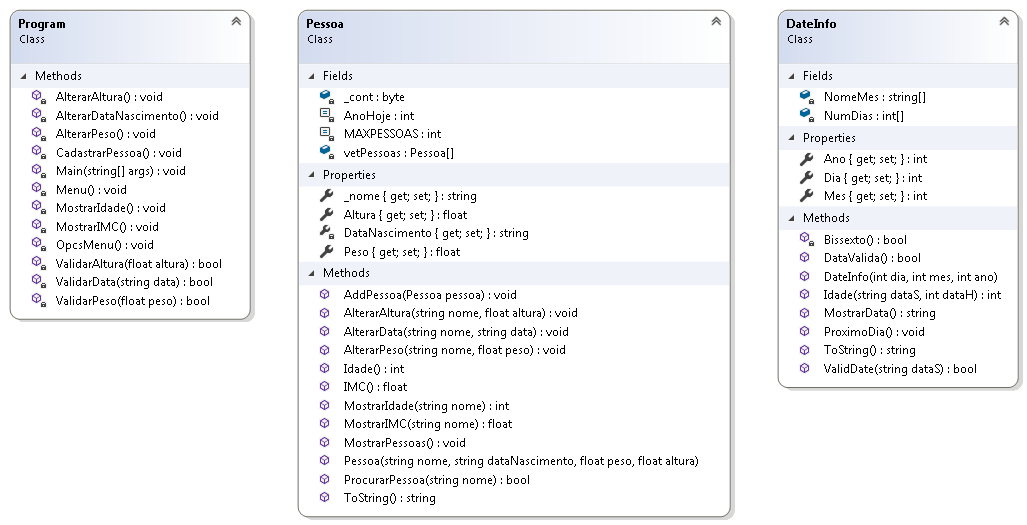 Program
Class
Methods
AlterarAltura() : void
AlterarDataNascimento() : void
AlterarPeso() : void
CadastrarPessoa() : void
Main(string[] args) : void
Menu() : void
MostrarIdade() : void
MostrarIMC() : void
OpcsMenu() : void
ValidarAltura(float altura) : bool
ValidarData(string data) : bool
ValidarPeso(float peso) : bool
Pessoa
Class
Fields
_cont : byte
AnoHoje : int
MAXPESSOAS : int
vetPessoas : Pessoa[]
Properties
_nome { get; set; } : string
Altura { get; set; } : float
DataNascimento { get; set; } : string
Peso { get; set; } : float
Methods
AddPessoa(Pessoa pessoa) : void
AlterarAltura(string nome, float altura) : void
AlterarData(string nome, string data) : void
AlterarPeso(string nome, float peso) : void
Idade() : int
IMC() : float
MostrarIdade(string nome) : int
MostrarIMC(string nome) : float
MostrarPessoas() : void
Pessoa(string nome, string dataNascimento, float peso, float altura)
ProcurarPessoa(string nome) : bool
ToString() : string
DateInfo
Class
Fields
NomeMes : string[]
NumDias : int[]
Properties
Ano { get; set; } : int
Dia { get; set; } : int
Mes { get; set; } : int
Methods
Bissexto() : bool
DataValida() : bool
DateInfo(int dia, int mes, int ano)
Idade(string dataS, int dataH) : int
MostrarData() : string
ProximoDia() : void
ToString() : string
ValidDate(string dataS) : bool